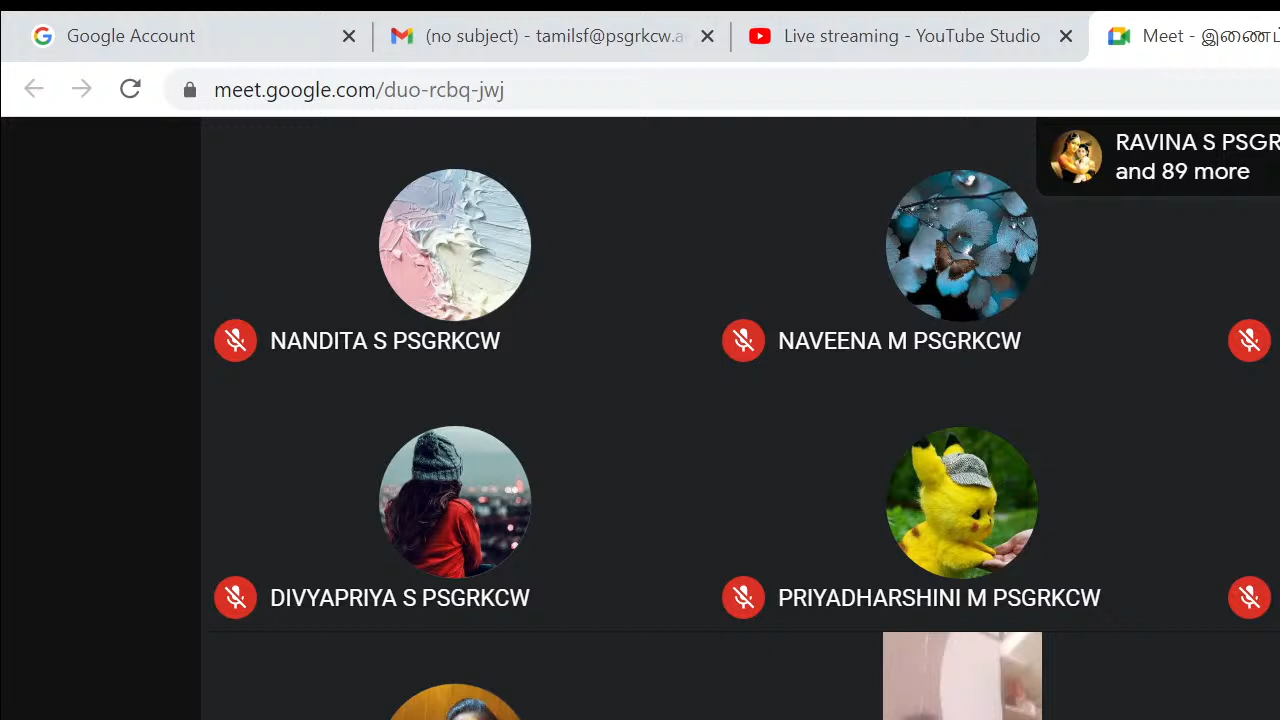 Google Account
(no subject) - tamilsf@psgrkcw.a
Live streaming - YouTube Studio
Meet - இணைப்
meet.google.com/duo-rcbq-jwj
RAVINA S PSGR
and 89 more
NANDITA S PSGRKCW
NAVEENA M PSGRKCW
DIVYAPRIYA S PSGRKCW
PRIYADHARSHINI M PSGRKCW